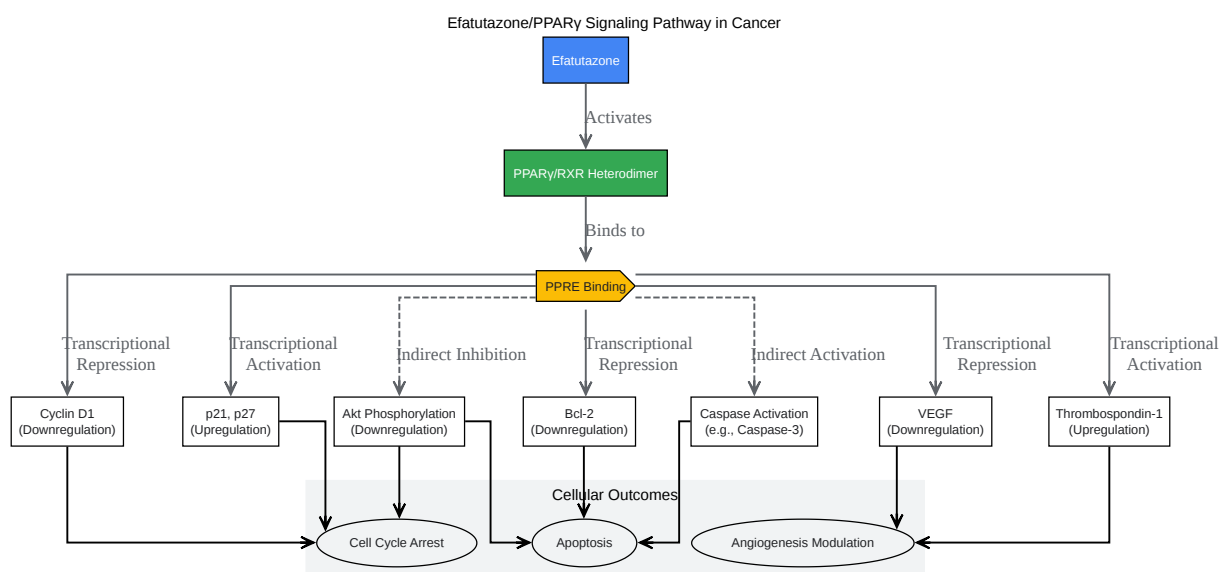 Efatutazone/PPARγ Signaling Pathway in Cancer
Efatutazone
Activates
PPARγ/RXR Heterodimer
Binds to
PPRE Binding
Transcriptional
Repression
Transcriptional
Activation
Indirect Inhibition
Transcriptional
Repression
Indirect Activation
Transcriptional
Repression
Transcriptional
Activation
Cyclin D1
(Downregulation)
p21, p27
(Upregulation)
Akt Phosphorylation
(Downregulation)
Bcl-2
(Downregulation)
Caspase Activation
(e.g., Caspase-3)
VEGF
(Downregulation)
Thrombospondin-1
(Upregulation)
Cellular Outcomes
Cell Cycle Arrest
Apoptosis
Angiogenesis Modulation